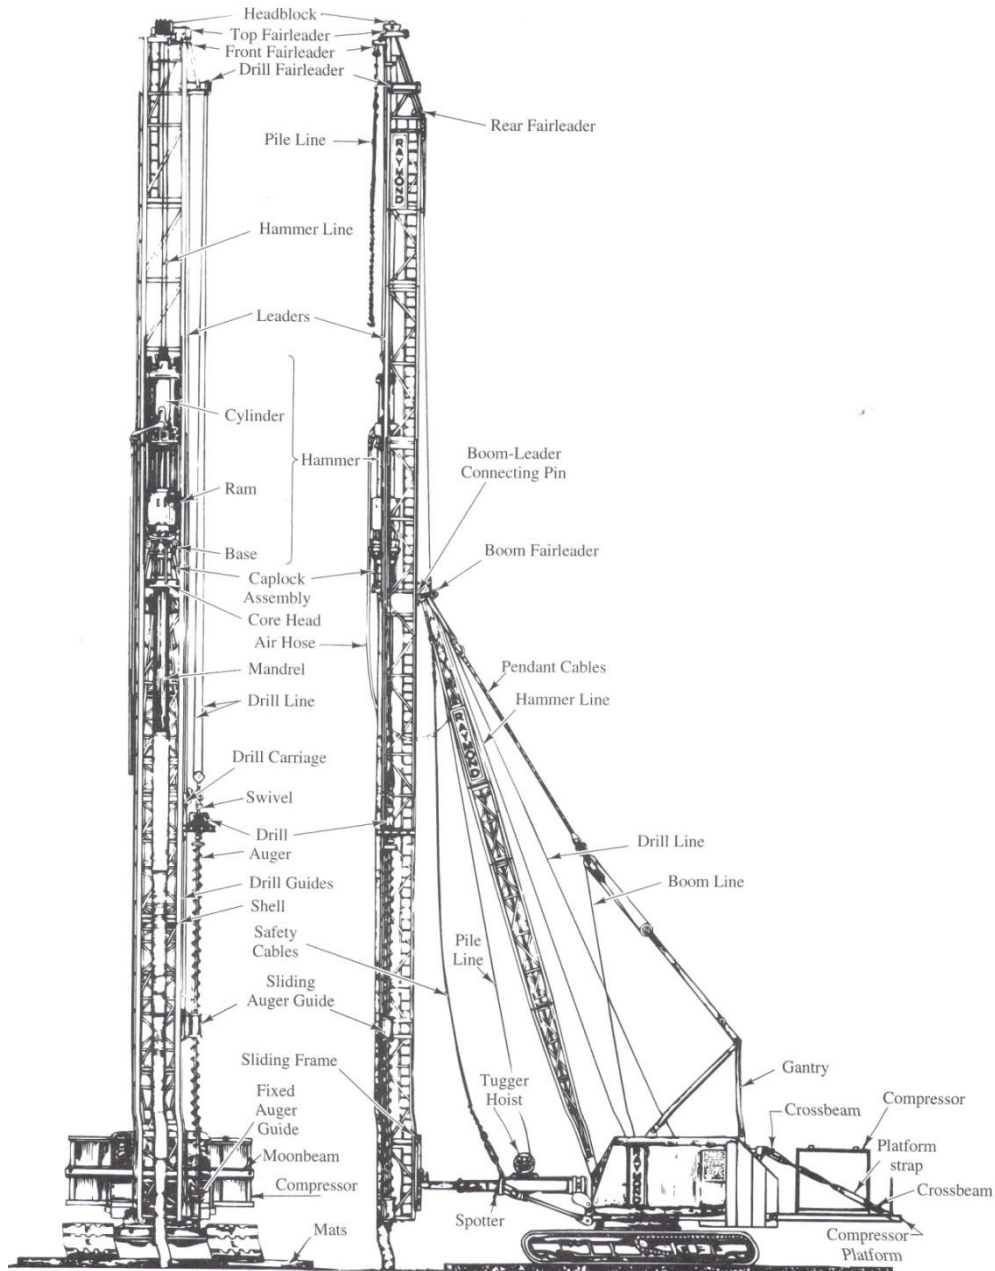 Headblock
Top Fairleader
Front Fairleader
Drill Fairleader
Rear Fairleader
Pile Line
RAYMOND
Hammer Line
Leaders
Cylinder
Hammer
Boom-Leader
Connecting Pin
Ram
Base
Boom Fairleader
Caplock
Assembly
Core Head
Air Hose
Mandrel
Pendant Cables
Drill Line
Hammer Line
RAYMOND
Drill Carriage
Swivel
Drill
Auger
Drill Line
Drill Guides
Boom Line
Shell
Safety
Cables
Pile
Line
Sliding
Auger Guide
Sliding Frame
Tugger
Hoist
Gantry
Fixed
Auger
Guide
Crossbeam
Compressor
Moonbeam
Platform
strap
Compressor
Crossbeam
RAYMOND
Mats
Spotter
Compressor
Platform